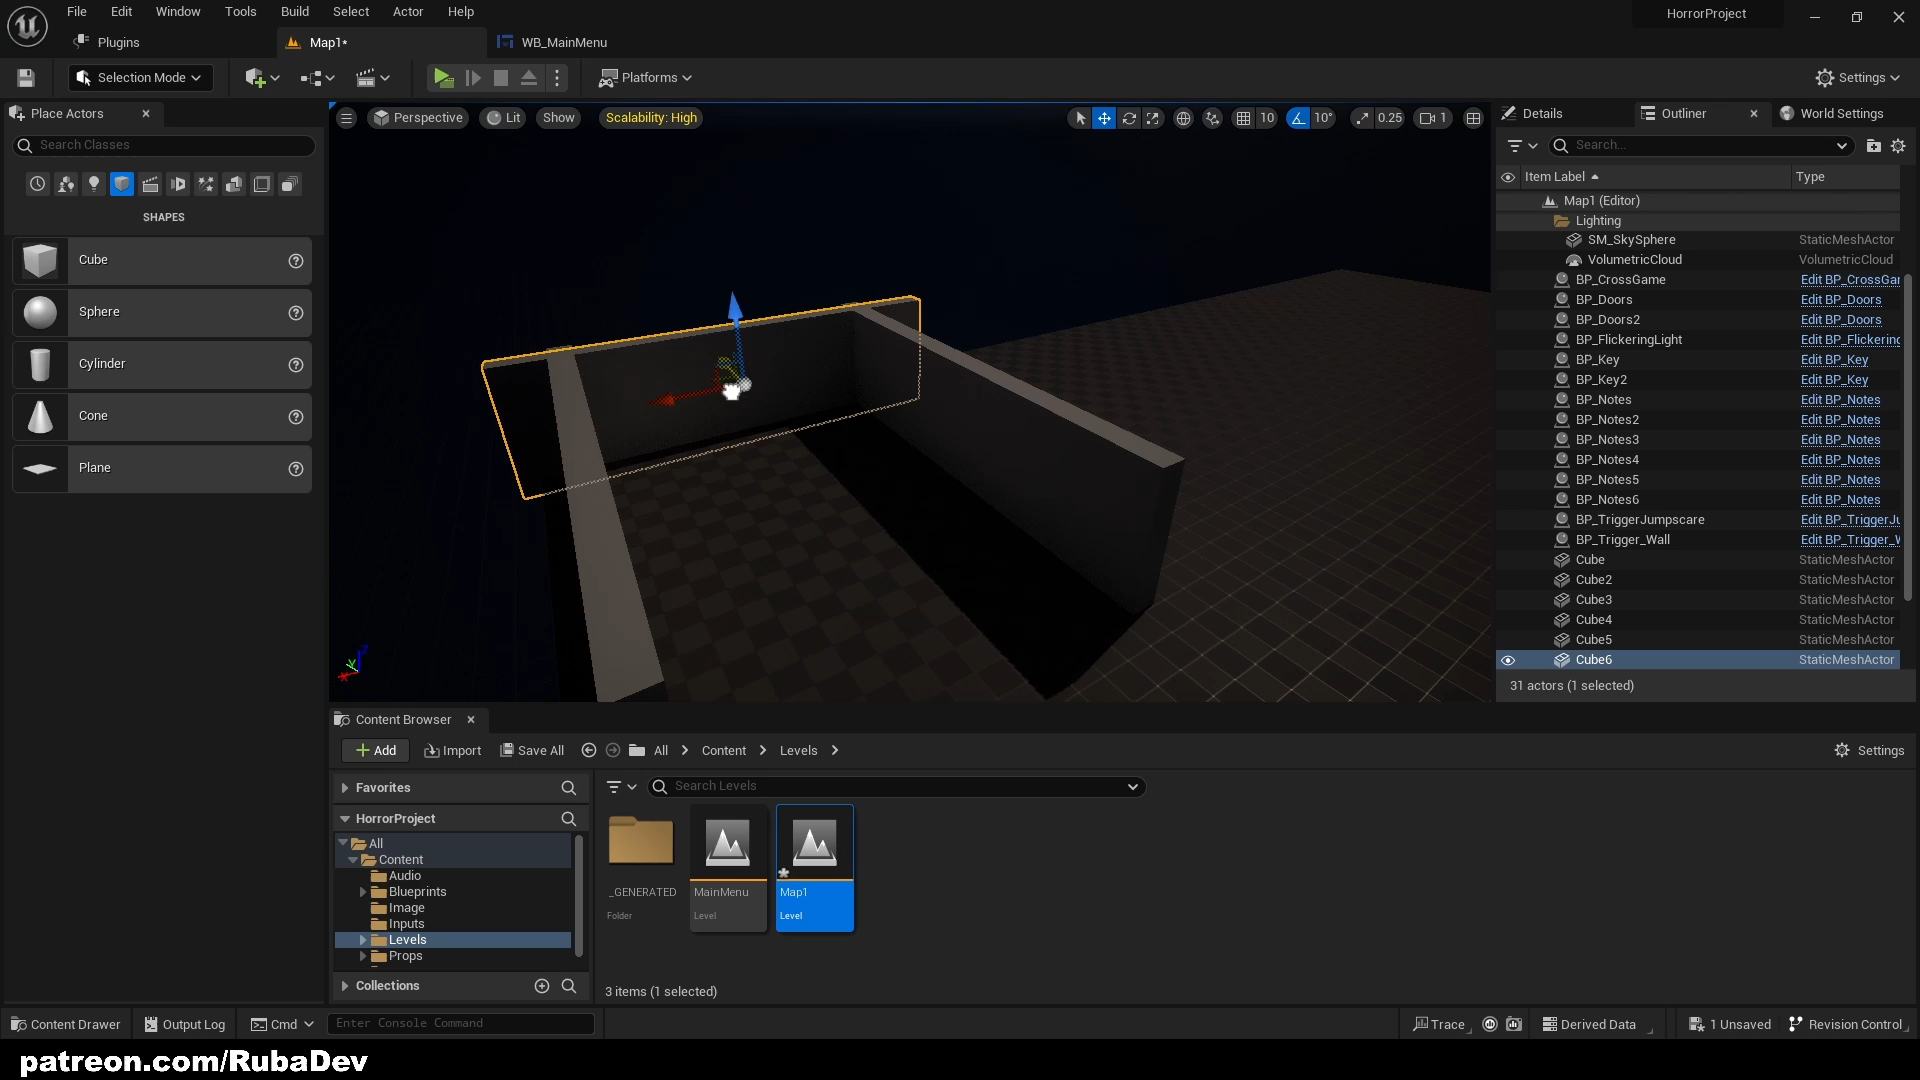 File Edit Window Tools Build Select Actor Help
HorrorProject
Plugins
Map1*
WB_MainMenu
Selection Mode
Platforms
Settings
Place Actors
Search Classes
SHAPES
Cube
Sphere
Cylinder
Cone
Plane
Perspective
Lit
Show
Scalability: High
10
10°
0.25
1
Details
Outliner
World Settings
Search...
Item Label Type
Map1 (Editor)
Lighting
SM_SkySphere StaticMeshActor
VolumetricCloud VolumetricCloud
BP_CrossGame Edit BP_CrossGar
BP_Doors Edit BP_Doors
BP_Doors2 Edit BP_Doors
BP_FlickeringLight Edit BP_Flickering
BP_Key Edit BP_Key
BP_Key2 Edit BP_Key
BP_Notes Edit BP_Notes
BP_Notes2 Edit BP_Notes
BP_Notes3 Edit BP_Notes
BP_Notes4 Edit BP_Notes
BP_Notes5 Edit BP_Notes
BP_Notes6 Edit BP_Notes
BP_TriggerJumpscare Edit BP_TriggerJu
BP_Trigger_Wall Edit BP_Trigger_W
Cube StaticMeshActor
Cube2 StaticMeshActor
Cube3 StaticMeshActor
Cube4 StaticMeshActor
Cube5 StaticMeshActor
Cube6 StaticMeshActor
31 actors (1 selected)
Content Browser
Add
Import
Save All
All
Content
Levels
Settings
Favorites
HorrorProject
All
Content
Audio
Blueprints
Image
Inputs
Levels
Props
Collections
Search Levels
_GENERATED
Folder
MainMenu
Level
Map1
Level
3 items (1 selected)
Content Drawer
Output Log
Cmd
Enter Console Command
Trace
Derived Data
1 Unsaved
Revision Control
patreon.com/RubaDev